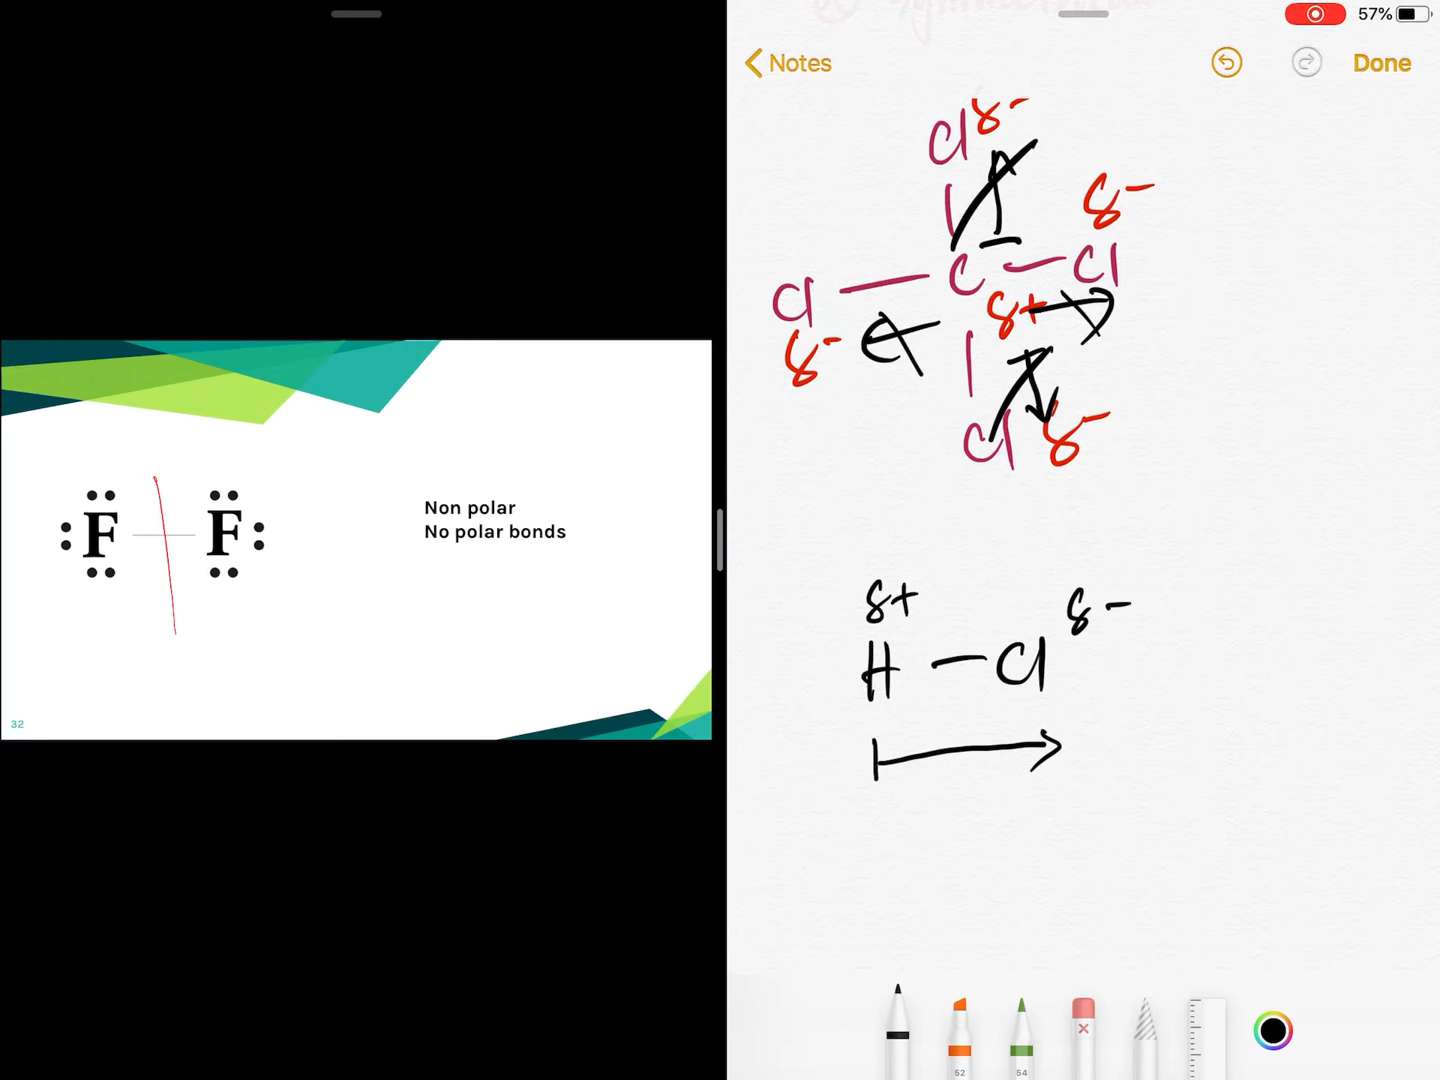 57%
Notes
Done
Cl δ-
δ-
Cl — C — Cl
δ- δ+
Cl δ-
:F — F:
Non polar
No polar bonds
δ+ δ-
H — Cl
32
52 54